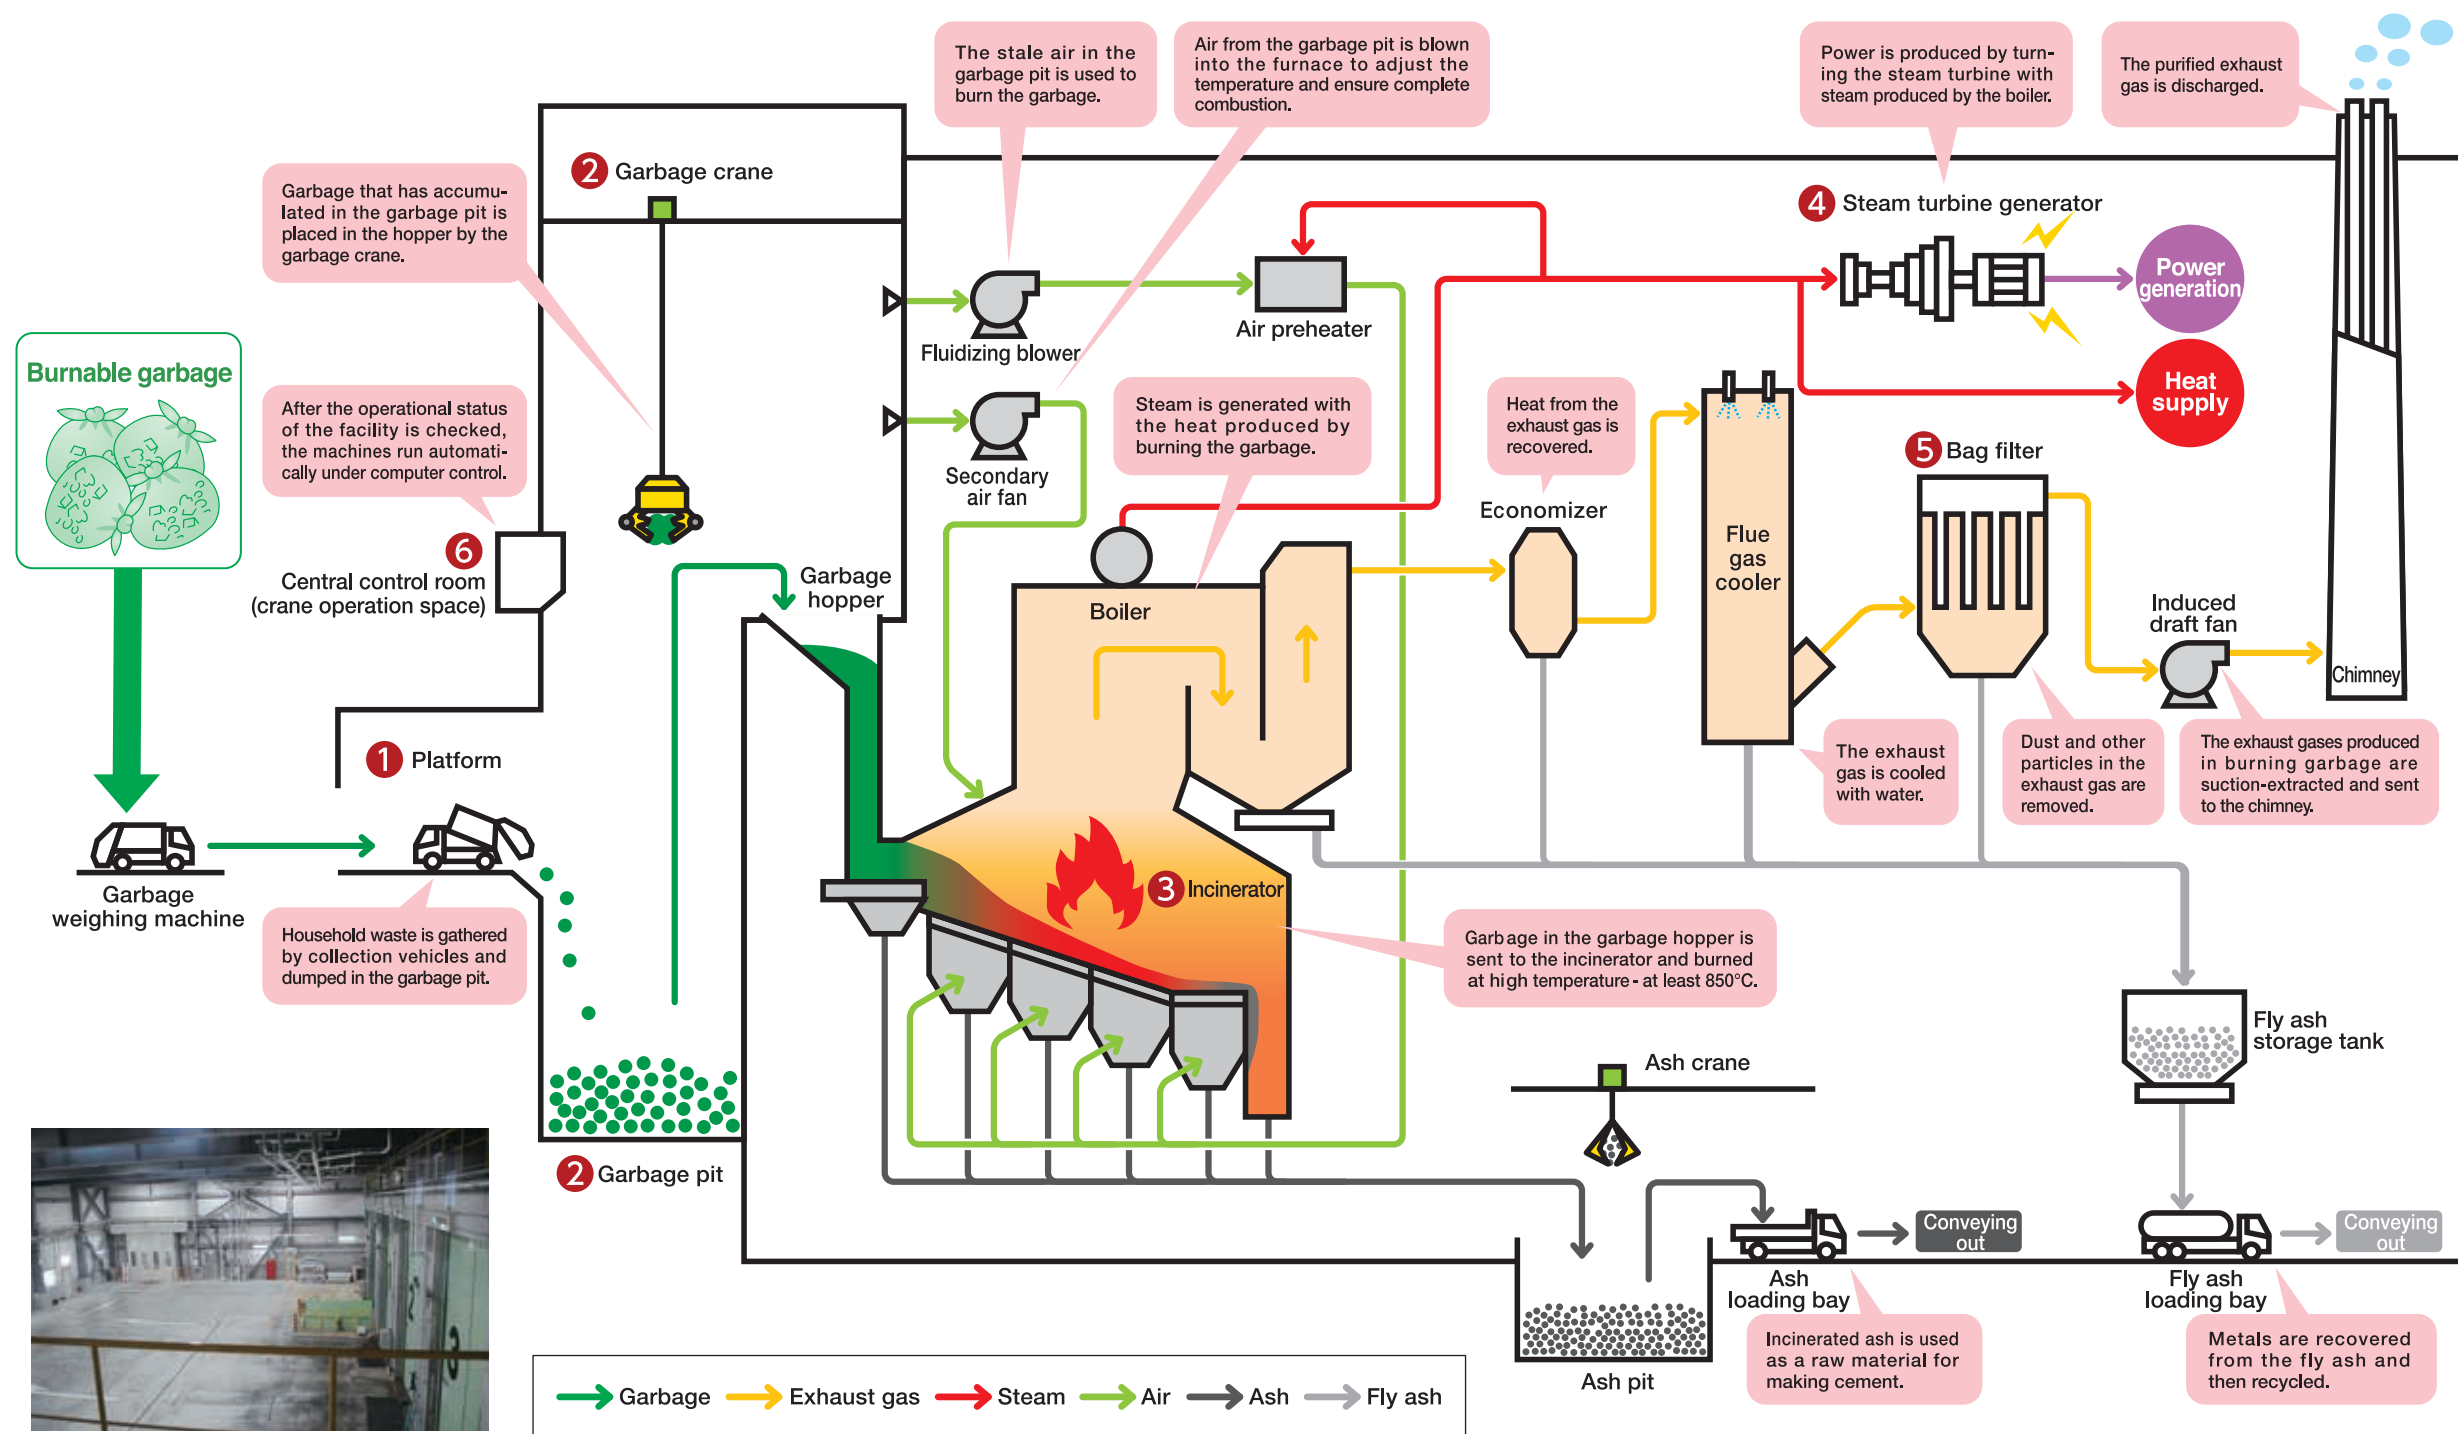 The stale air in the
garbage pit is used to
burn the garbage.
Air from the garbage pit is blown
into the furnace to adjust the
temperature and ensure complete
combustion.
Power is produced by turn-
ing the steam turbine with
steam produced by the boiler.
The purified exhaust
gas is discharged.
2 Garbage crane
Garbage that has accumu-
lated in the garbage pit is
placed in the hopper by the
garbage crane.
4 Steam turbine generator
Power
generation
Heat
supply
Fluidizing blower
Air preheater
Burnable garbage
After the operational status
of the facility is checked,
the machines run automati-
cally under computer control.
Secondary
air fan
Steam is generated with
the heat produced by
burning the garbage.
Heat from the
exhaust gas is
recovered.
Economizer
5 Bag filter
6
Central control room
(crane operation space)
Garbage
hopper
Boiler
Flue
gas
cooler
Induced
draft fan
Chimney
1 Platform
The exhaust
gas is cooled
with water.
Dust and other
particles in the
exhaust gas are
removed.
The exhaust gases produced
in burning garbage are
suction-extracted and sent
to the chimney.
Garbage
weighing machine
Household waste is gathered
by collection vehicles and
dumped in the garbage pit.
3 Incinerator
Garbage in the garbage hopper is
sent to the incinerator and burned
at high temperature - at least 850°C.
Fly ash
storage tank
Ash crane
2 Garbage pit
Conveying
out
Conveying
out
Ash
loading bay
Fly ash
loading bay
Incinerated ash is used
as a raw material for
making cement.
Metals are recovered
from the fly ash and
then recycled.
Ash pit
Garbage
Exhaust gas
Steam
Air
Ash
Fly ash